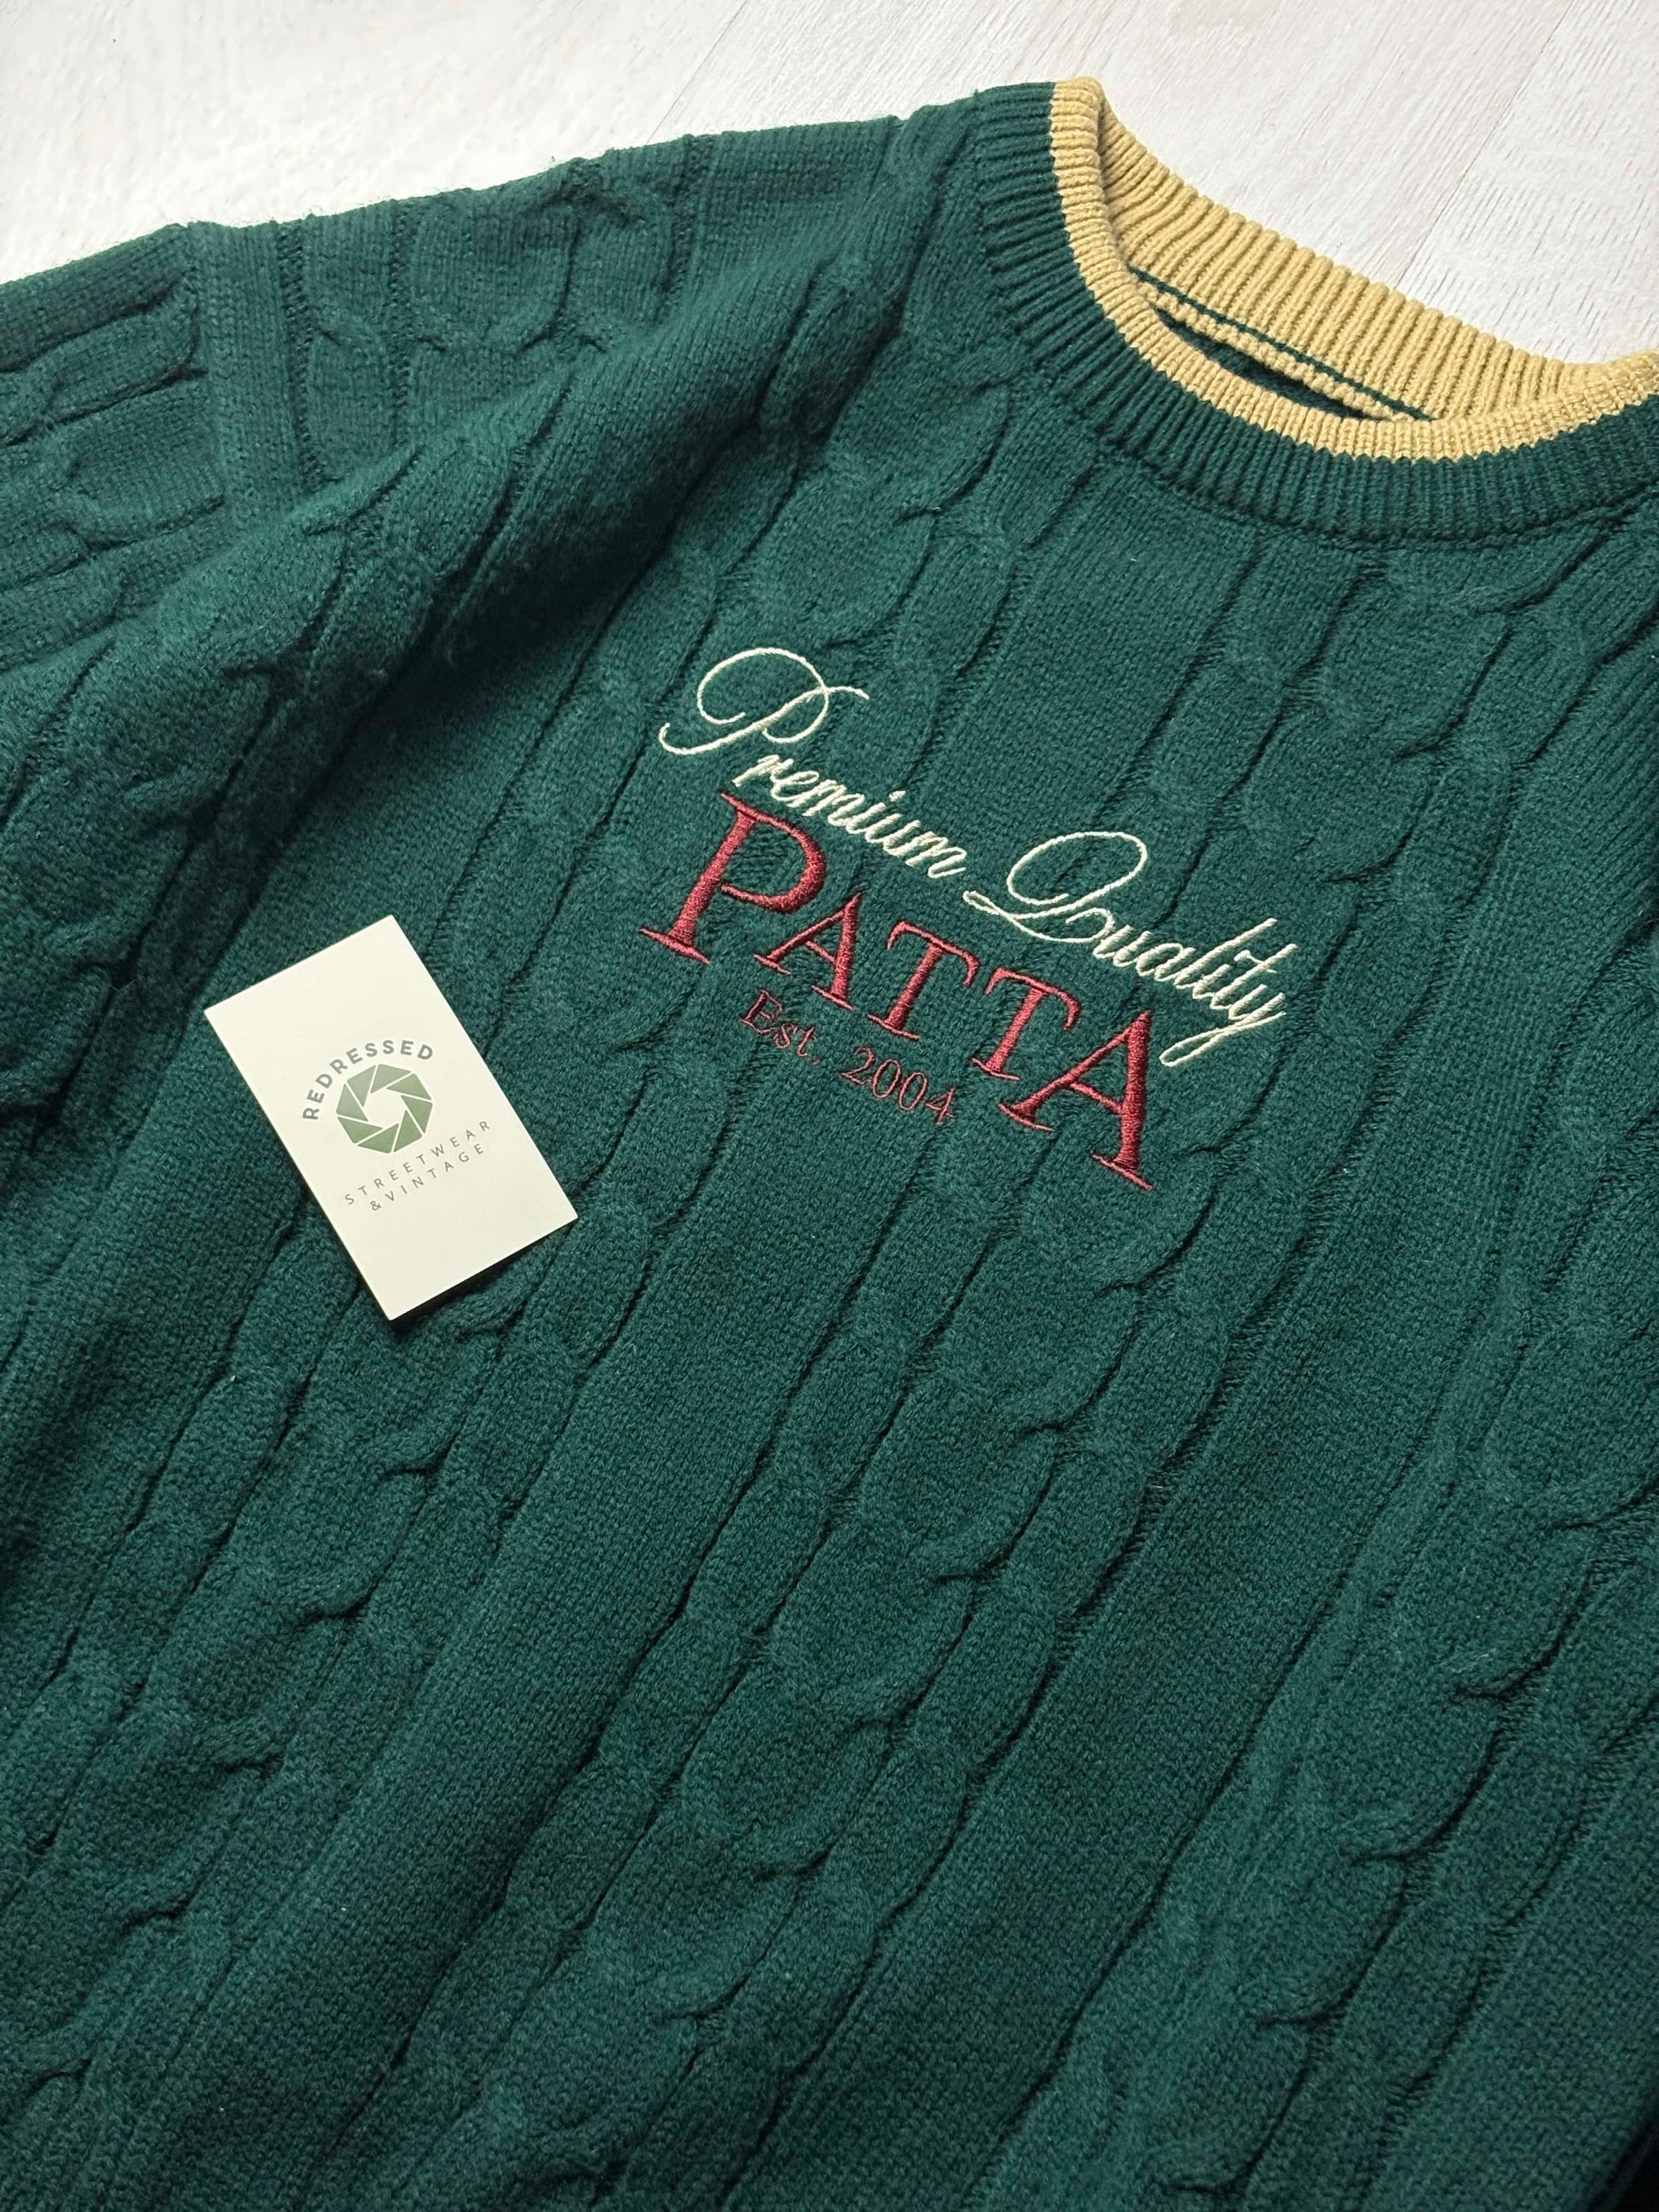 Premium Quality
PATTA
Est. 2004
REDRESSED
STREETWEAR
& VINTAGE